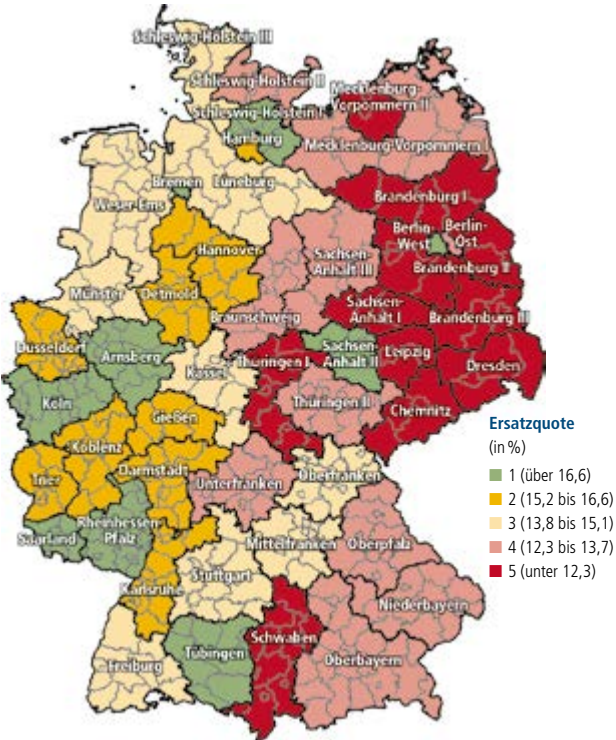 Schleswig-Holstein III
Schleswig-Holstein II
Mecklenburg-
Vorpommern II
Schleswig-Holstein I
Hamburg
Mecklenburg-Vorpommern I
Bremen
Lüneburg
Weser-Ems
Brandenburg I
Berlin-
West
Berlin-
Ost
Hannover
Sachsen-
Anhalt III
Brandenburg II
Münster
Detmold
Braunschweig
Sachsen-
Anhalt I
Brandenburg III
Düsseldorf
Arnsberg
Kassel
Thüringen I
Sachsen-
Anhalt II
Leipzig
Dresden
Köln
Thüringen II
Chemnitz
Gießen
Koblenz
Darmstadt
Trier
Unterfranken
Oberfranken
Saarland
Rheinhessen-
Pfalz
Mittelfranken
Oberpfalz
Karlsruhe
Stuttgart
Niederbayern
Schwaben
Tübingen
Freiburg
Oberbayern
Ersatzquote
(in %)
1 (über 16,6)
2 (15,2 bis 16,6)
3 (13,8 bis 15,1)
4 (12,3 bis 13,7)
5 (unter 12,3)